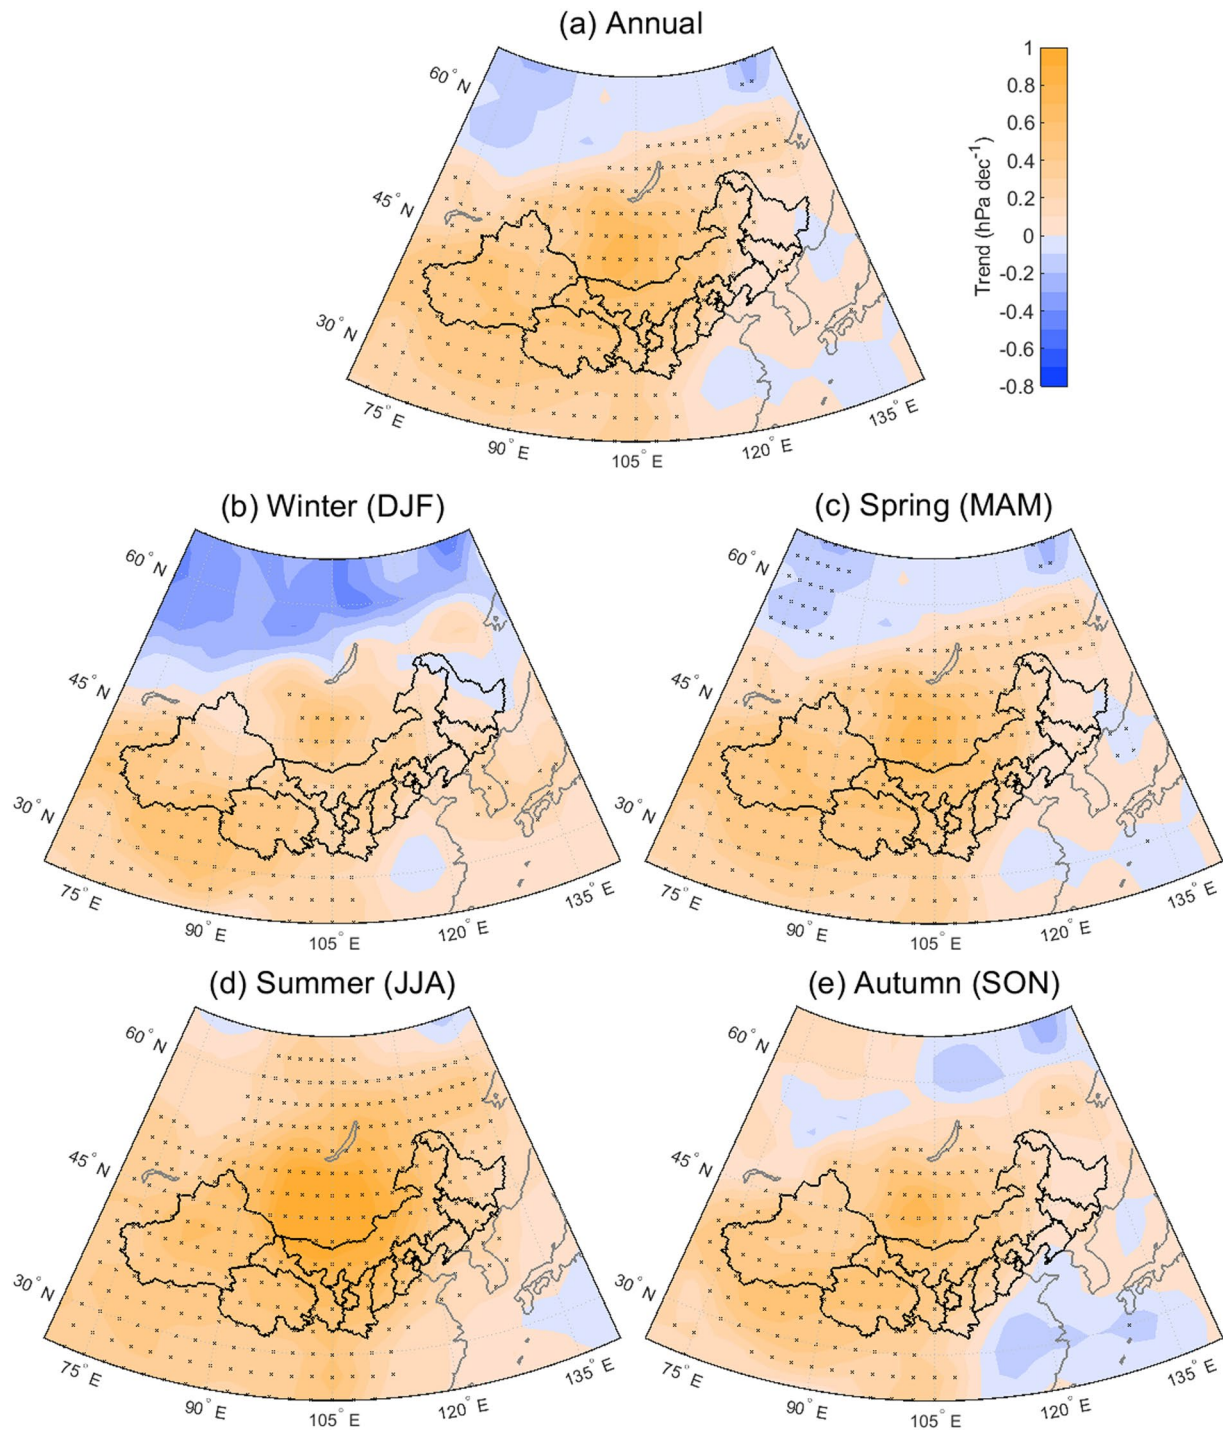 (a) Annual
60° N
45° N
30° N
75° E
90° E
105° E
120° E
135° E
1
0.8
0.6
0.4
0.2
0
-0.2
-0.4
-0.6
-0.8
Trend (hPa dec⁻¹)
(b) Winter (DJF)
60° N
45° N
30° N
75° E
90° E
105° E
120° E
135° E
(c) Spring (MAM)
60° N
45° N
30° N
75° E
90° E
105° E
120° E
135° E
(d) Summer (JJA)
60° N
45° N
30° N
75° E
90° E
105° E
120° E
135° E
(e) Autumn (SON)
60° N
45° N
30° N
75° E
90° E
105° E
120° E
135° E